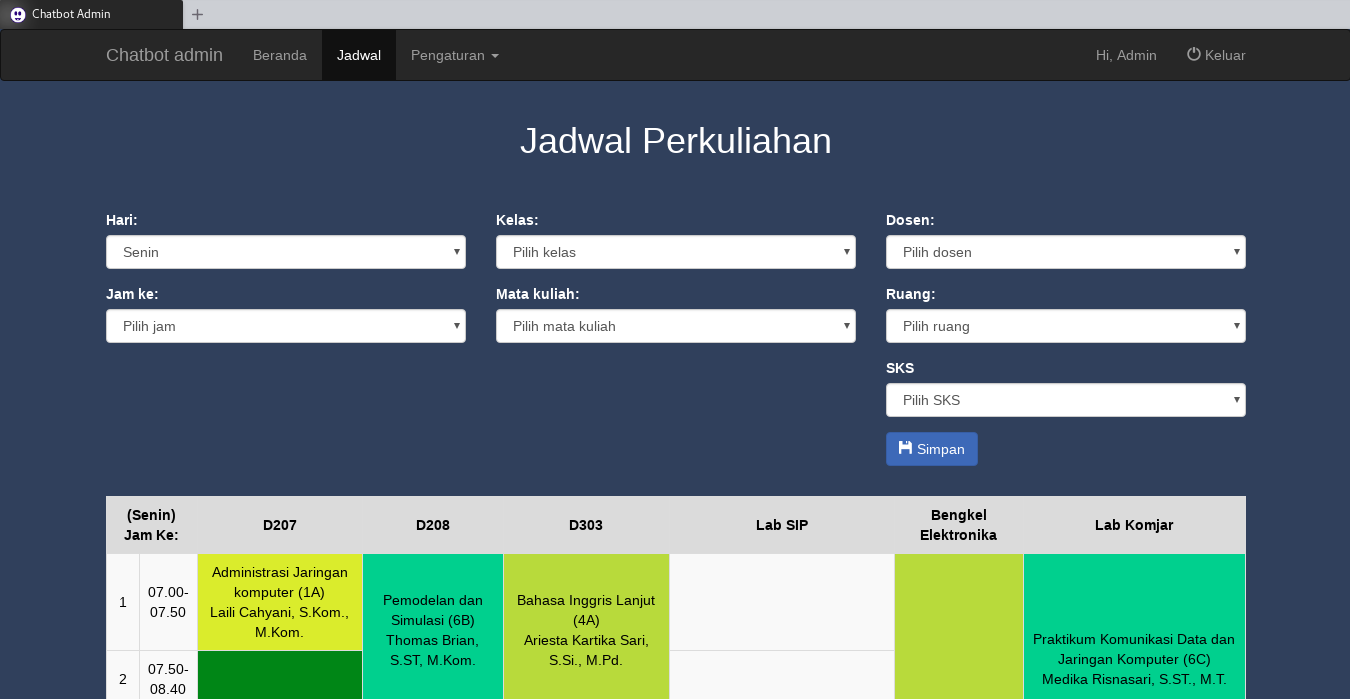 Chatbot Admin
Chatbot admin Beranda Jadwal Pengaturan Hi, Admin Keluar
Jadwal Perkuliahan
Hari: Kelas: Dosen:
Senin Pilih kelas Pilih dosen
Jam ke: Mata kuliah: Ruang:
Pilih jam Pilih mata kuliah Pilih ruang
SKS
Pilih SKS
Simpan
(Senin)
Jam Ke:
D207
D208
D303
Lab SIP
Bengkel
Elektronika
Lab Komjar
1
07.00-
07.50
Administrasi Jaringan
komputer (1A)
Laili Cahyani, S.Kom.,
M.Kom.
Pemodelan dan
Simulasi (6B)
Thomas Brian,
S.ST, M.Kom.
Bahasa Inggris Lanjut
(4A)
Ariesta Kartika Sari,
S.Si., M.Pd.
Praktikum Komunikasi Data dan
Jaringan Komputer (6C)
Medika Risnasari, S.ST., M.T.
2
07.50-
08.40